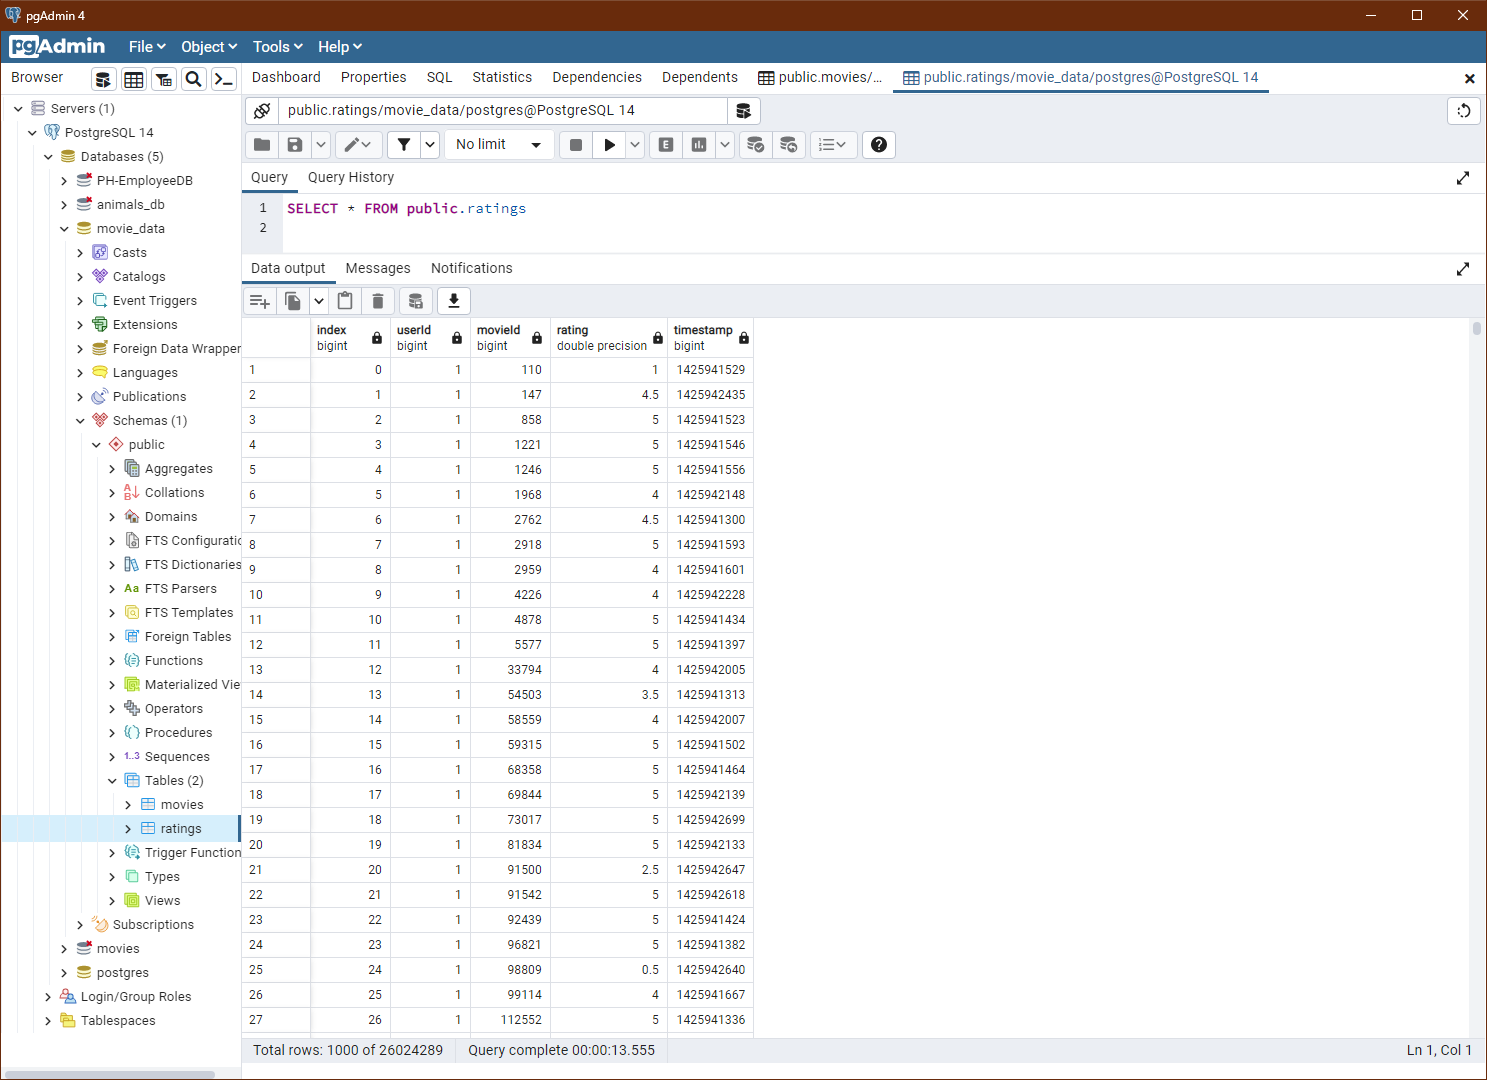 pgAdmin 4
pgAdmin File Object Tools Help
Browser Dashboard Properties SQL Statistics Dependencies Dependents public.movies/... public.ratings/movie_data/postgres@PostgreSQL 14
public.ratings/movie_data/postgres@PostgreSQL 14
No limit E
Query Query History
1 SELECT * FROM public.ratings
2
Data output Messages Notifications
Servers (1)
PostgreSQL 14
Databases (5)
PH-EmployeeDB
animals_db
movie_data
Casts
Catalogs
Event Triggers
Extensions
Foreign Data Wrapper
Languages
Publications
Schemas (1)
public
Aggregates
Collations
Domains
FTS Configuratio
FTS Dictionaries
Aa FTS Parsers
FTS Templates
Foreign Tables
Functions
Materialized Vie
Operators
Procedures
1..3 Sequences
Tables (2)
movies
ratings
Trigger Function
Types
Views
Subscriptions
movies
postgres
Login/Group Roles
Tablespaces
index userId movieId rating timestamp
bigint bigint bigint double precision bigint
1 0 1 110 1 1425941529
2 1 1 147 4.5 1425942435
3 2 1 858 5 1425941523
4 3 1 1221 5 1425941546
5 4 1 1246 5 1425941556
6 5 1 1968 4 1425942148
7 6 1 2762 4.5 1425941300
8 7 1 2918 5 1425941593
9 8 1 2959 4 1425941601
10 9 1 4226 4 1425942228
11 10 1 4878 5 1425941434
12 11 1 5577 5 1425941397
13 12 1 33794 4 1425942005
14 13 1 54503 3.5 1425941313
15 14 1 58559 4 1425942007
16 15 1 59315 5 1425941502
17 16 1 68358 5 1425941464
18 17 1 69844 5 1425942139
19 18 1 73017 5 1425942699
20 19 1 81834 5 1425942133
21 20 1 91500 2.5 1425942647
22 21 1 91542 5 1425942618
23 22 1 92439 5 1425941424
24 23 1 96821 5 1425941382
25 24 1 98809 0.5 1425942640
26 25 1 99114 4 1425941667
27 26 1 112552 5 1425941336
Total rows: 1000 of 26024289 Query complete 00:00:13.555 Ln 1, Col 1